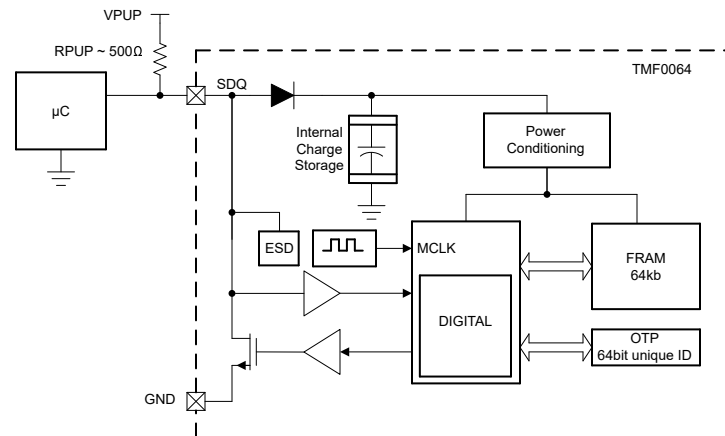 VPUP
RPUP ~ 500Ω
TMF0064
SDQ
µC
Internal
Charge
Storage
Power
Conditioning
ESD
MCLK
FRAM
64kb
DIGITAL
OTP
64bit unique ID
GND